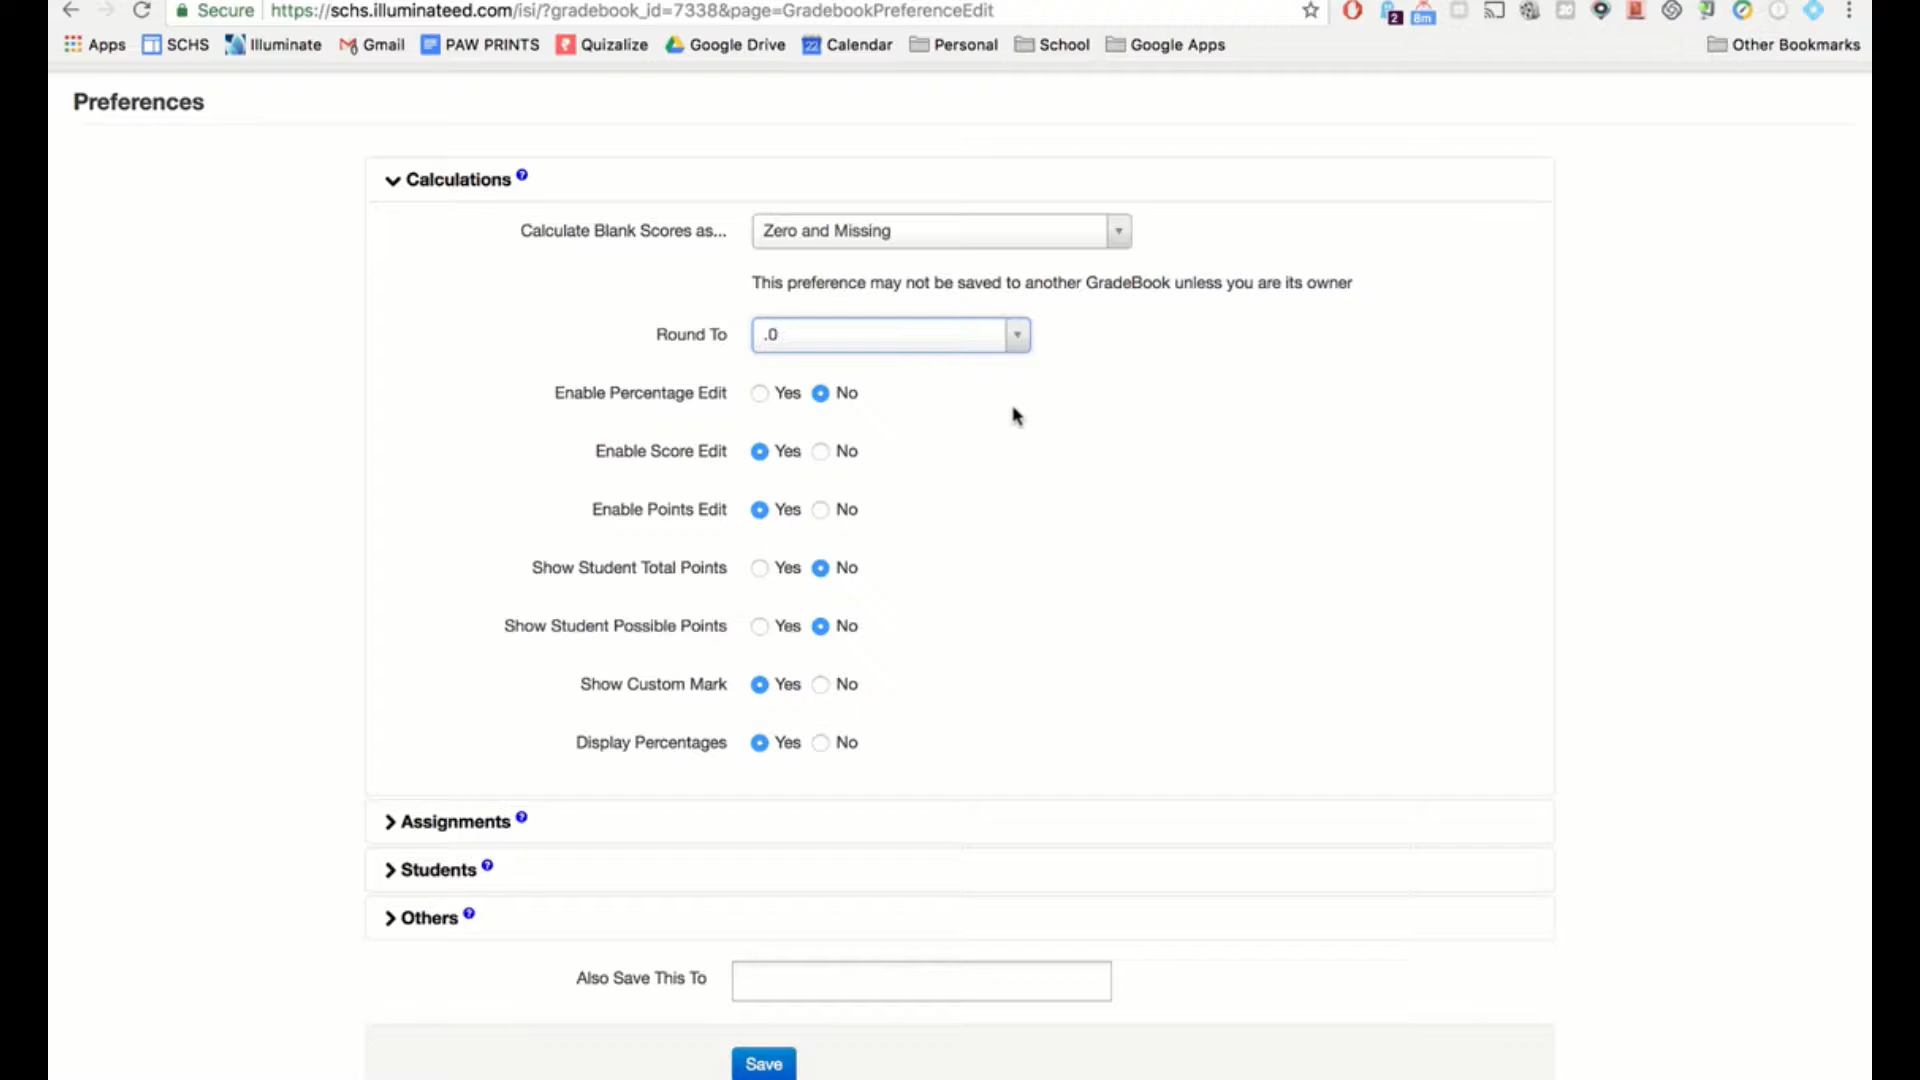 Secure https://schs.illuminateed.com/isi/?gradebook_id=7338&page=GradebookPreferenceEdit 2 8m
Apps SCHS Illuminate Gmail PAW PRINTS Quizalize Google Drive 22 Calendar Personal School Google Apps Other Bookmarks
Preferences
Calculations ?
Calculate Blank Scores as... Zero and Missing
This preference may not be saved to another GradeBook unless you are its owner
Round To .0
Enable Percentage Edit Yes No
Enable Score Edit Yes No
Enable Points Edit Yes No
Show Student Total Points Yes No
Show Student Possible Points Yes No
Show Custom Mark Yes No
Display Percentages Yes No
Assignments ?
Students ?
Others ?
Also Save This To
Save